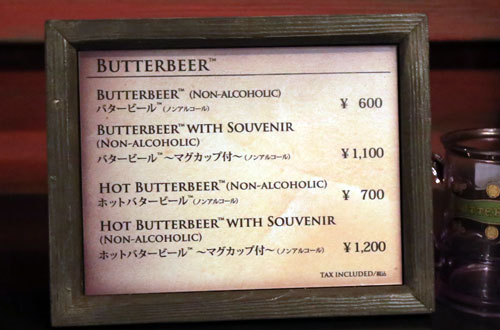 BUTTERBEER™
BUTTERBEER™ (NON-ALCOHOLIC)
バタービール™(ノンアルコール)
¥ 600
BUTTERBEER™ WITH SOUVENIR
(NON-ALCOHOLIC)
バタービール™ ～マグカップ付～(ノンアルコール)
¥1,100
HOT BUTTERBEER™ (NON-ALCOHOLIC)
ホットバタービール™(ノンアルコール)
¥ 700
HOT BUTTERBEER™ WITH SOUVENIR
(NON-ALCOHOLIC)
ホットバタービール™ ～マグカップ付～(ノンアルコール)
¥1,200
TAX INCLUDED/税込